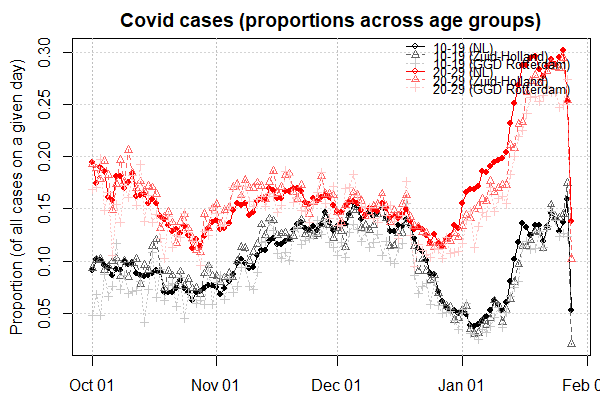 Covid cases (proportions across age groups)
10-19 (NL)
10-19 (Zuid-Holland)
10-19 (GGD Rotterdam)
20-29 (NL)
20-29 (Zuid-Holland)
20-29 (GGD Rotterdam)
Proportion (of all cases on a given day)
0.30
0.25
0.20
0.15
0.10
0.05
Oct 01 Nov 01 Dec 01 Jan 01 Feb 0